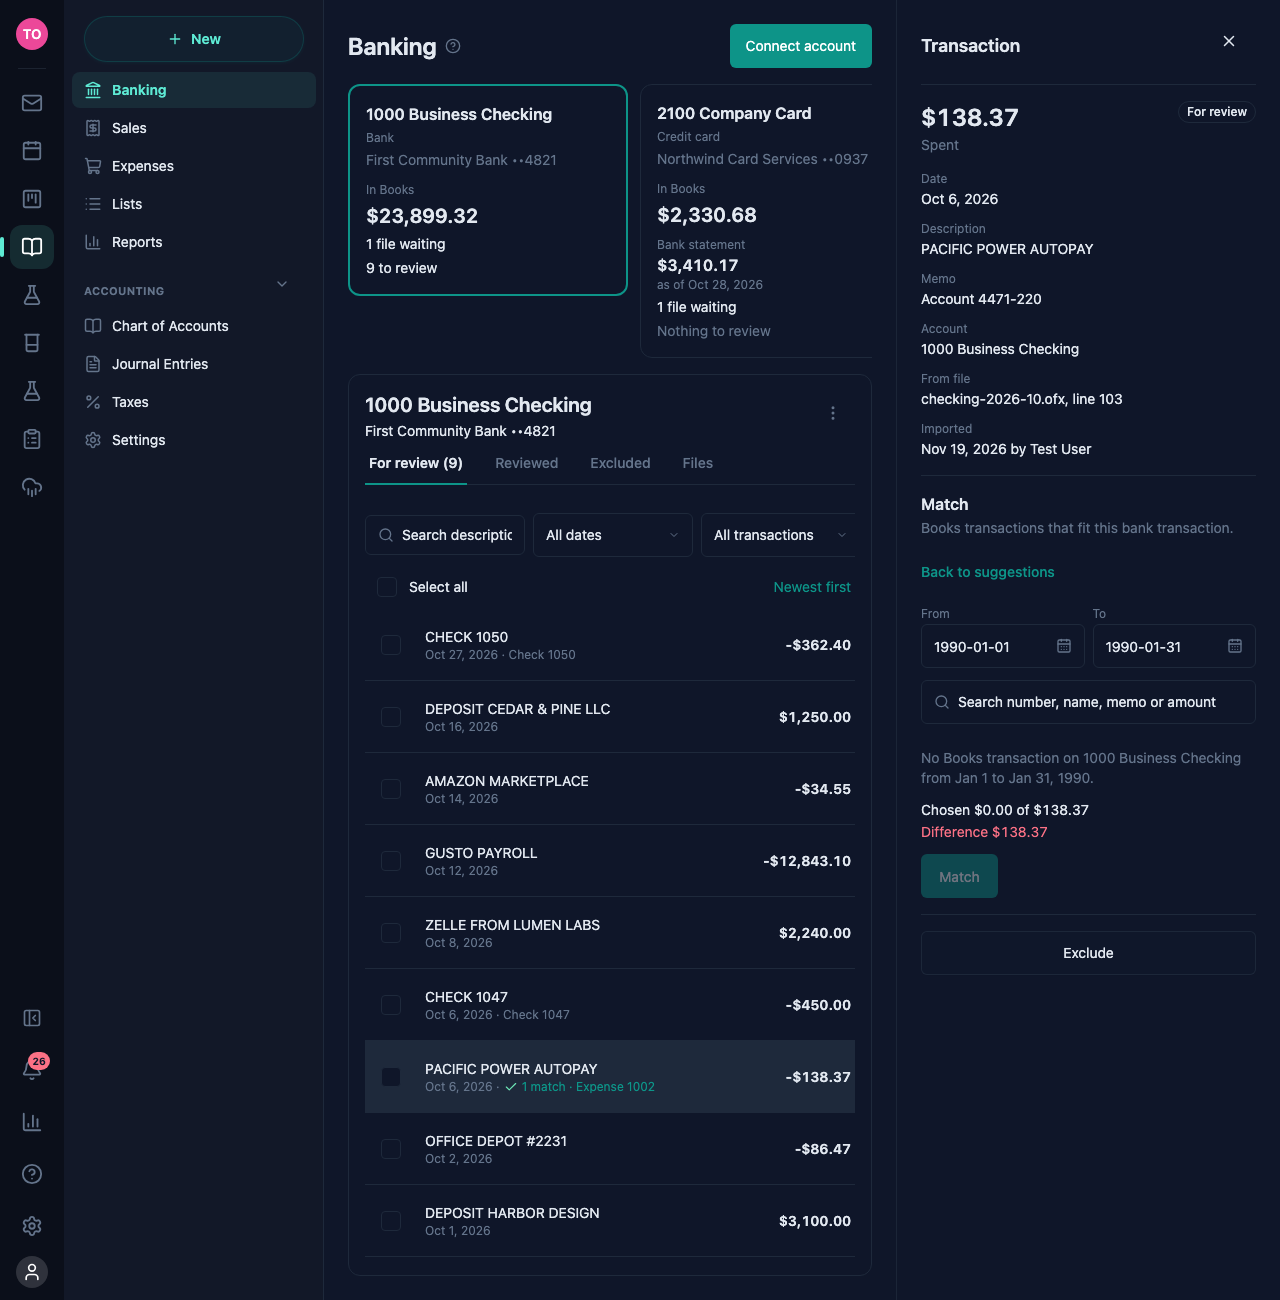 TO
New
Banking
Sales
Expenses
Lists
Reports
ACCOUNTING
Chart of Accounts
Journal Entries
Taxes
Settings
26
Banking
Connect account
1000 Business Checking
Bank
First Community Bank ••4821
In Books
$23,899.32
1 file waiting
9 to review
2100 Company Card
Credit card
Northwind Card Services ••0937
In Books
$2,330.68
Bank statement
$3,410.17
as of Oct 28, 2026
1 file waiting
Nothing to review
1000 Business Checking
First Community Bank ••4821
For review (9)
Reviewed
Excluded
Files
Search descriptic
All dates
All transactions
Select all
Newest first
CHECK 1050
Oct 27, 2026 · Check 1050
-$362.40
DEPOSIT CEDAR & PINE LLC
Oct 16, 2026
$1,250.00
AMAZON MARKETPLACE
Oct 14, 2026
-$34.55
GUSTO PAYROLL
Oct 12, 2026
-$12,843.10
ZELLE FROM LUMEN LABS
Oct 8, 2026
$2,240.00
CHECK 1047
Oct 6, 2026 · Check 1047
-$450.00
PACIFIC POWER AUTOPAY
Oct 6, 2026 · ✓ 1 match · Expense 1002
-$138.37
OFFICE DEPOT #2231
Oct 2, 2026
-$86.47
DEPOSIT HARBOR DESIGN
Oct 1, 2026
$3,100.00
Transaction
$138.37
For review
Spent
Date
Oct 6, 2026
Description
PACIFIC POWER AUTOPAY
Memo
Account 4471-220
Account
1000 Business Checking
From file
checking-2026-10.ofx, line 103
Imported
Nov 19, 2026 by Test User
Match
Books transactions that fit this bank transaction.
Back to suggestions
From
To
1990-01-01
1990-01-31
Search number, name, memo or amount
No Books transaction on 1000 Business Checking
from Jan 1 to Jan 31, 1990.
Chosen $0.00 of $138.37
Difference $138.37
Match
Exclude